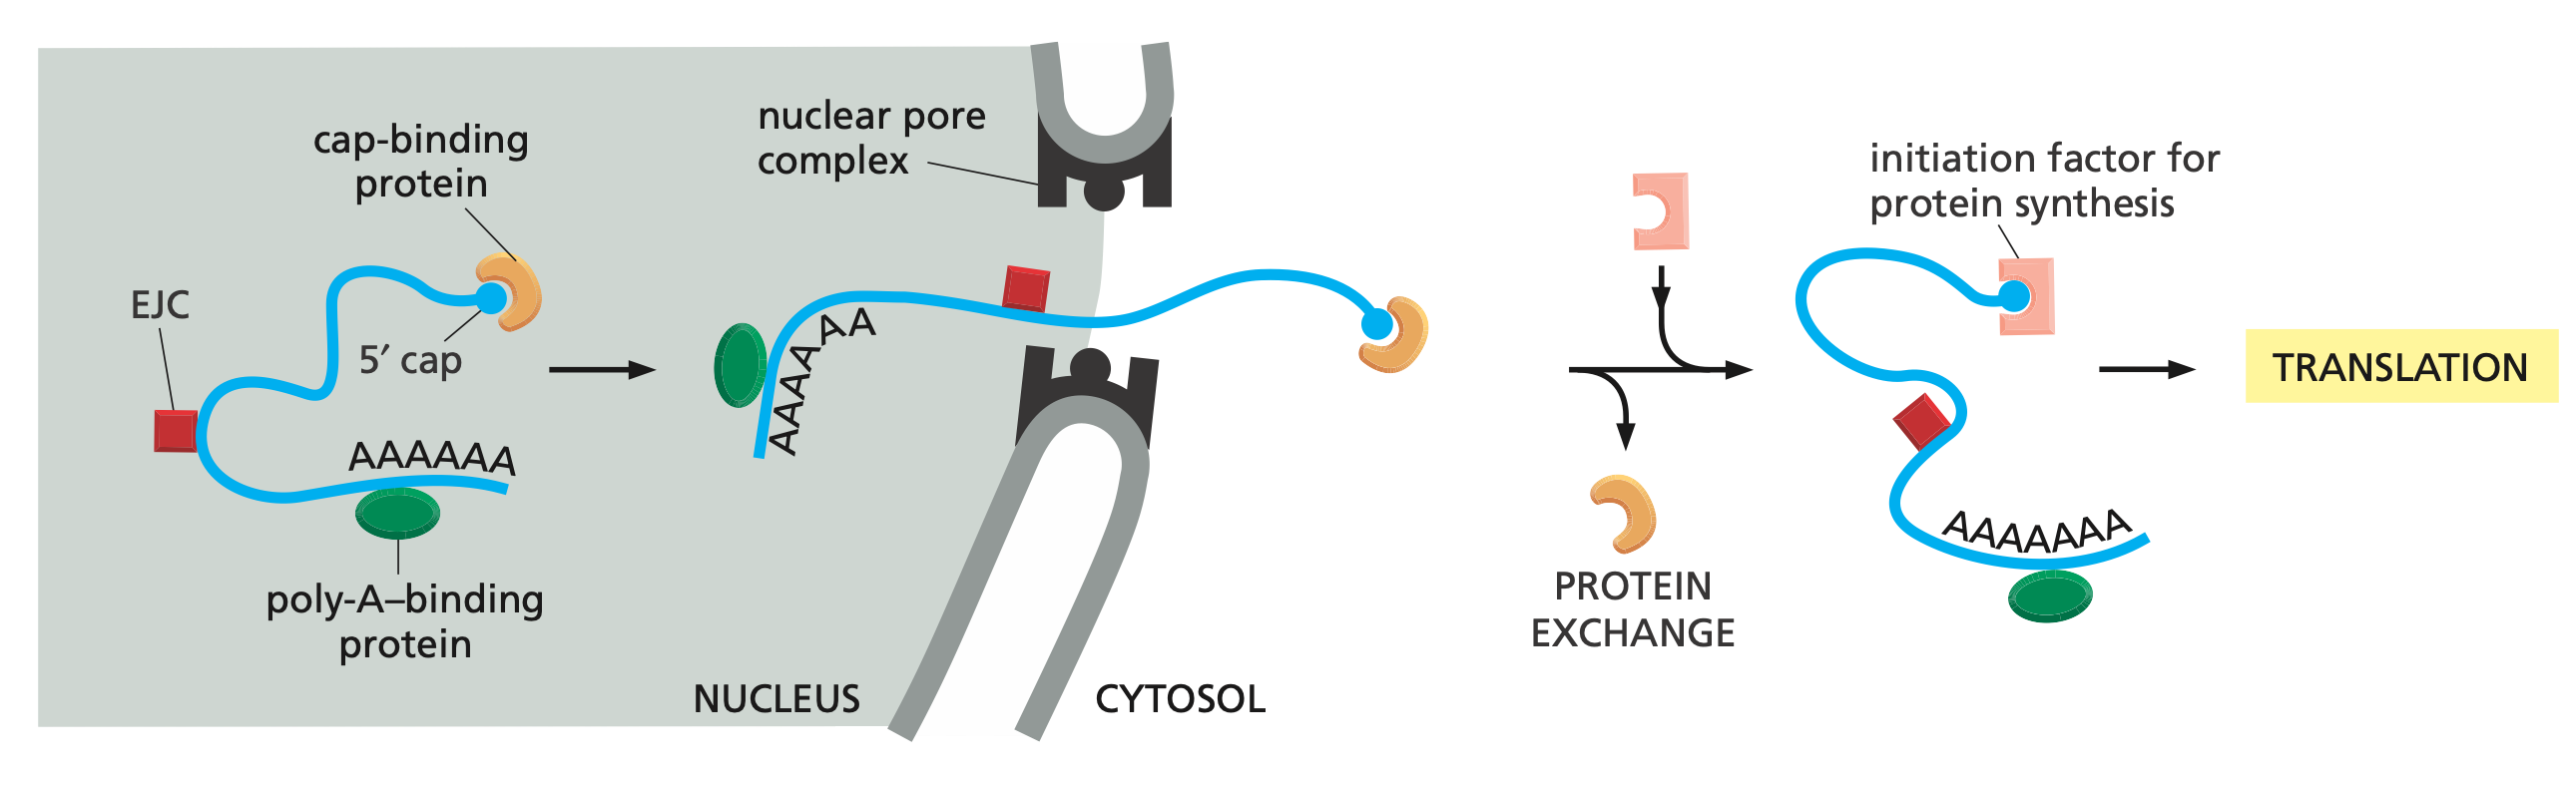 cap-binding
protein
EJC
5′ cap
AAAAAA
poly-A–binding
protein
nuclear pore
complex
AAAAAA
NUCLEUS
CYTOSOL
PROTEIN
EXCHANGE
initiation factor for
protein synthesis
AAAAAAA
TRANSLATION